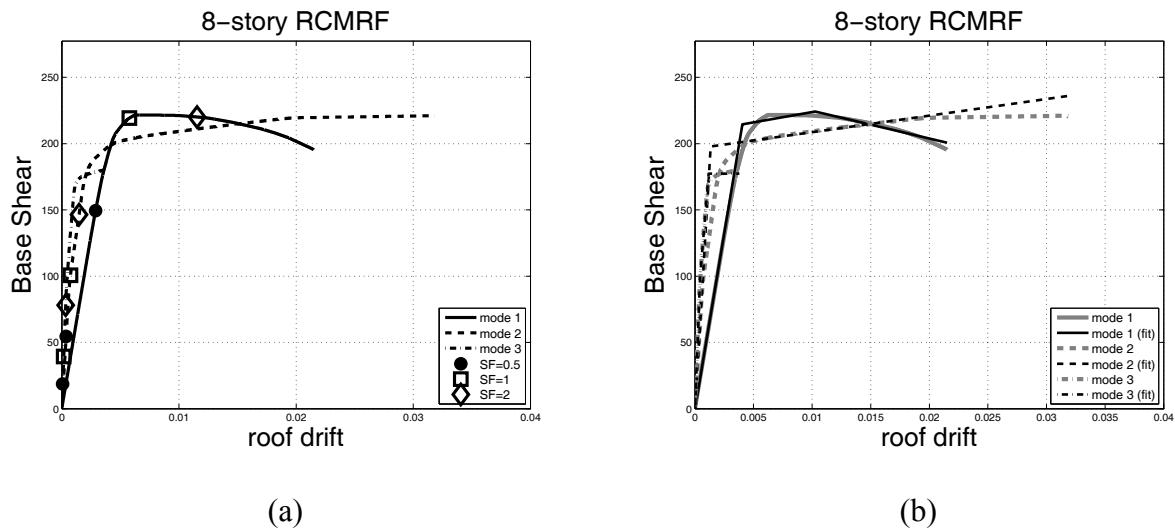 8−story RCMRF
Base Shear
250
200
150
100
50
0
0 0.01 0.02 0.03 0.04
roof drift
mode 1
mode 2
mode 3
SF=0.5
SF=1
SF=2
(a)
8−story RCMRF
Base Shear
250
200
150
100
50
0
0 0.005 0.01 0.015 0.02 0.025 0.03 0.035 0.04
roof drift
mode 1
mode 1 (fit)
mode 2
mode 2 (fit)
mode 3
mode 3 (fit)
(b)